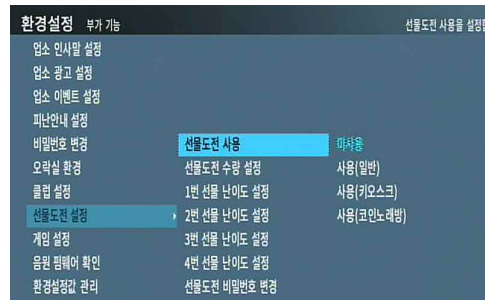 환경설정 부가 기능
선물도전 사용을 설정
업소 인사말 설정
업소 광고 설정
업소 이벤트 설정
피난안내 설정
비밀번호 변경
오락실 환경
클럽 설정
선물도전 설정
게임 설정
음원 펌웨어 확인
환경설정값 관리
선물도전 사용
선물도전 수량 설정
1번 선물 난이도 설정
2번 선물 난이도 설정
3번 선물 난이도 설정
4번 선물 난이도 설정
선물도전 비밀번호 변경
미사용
사용(일반)
사용(키오스크)
사용(코인노래방)